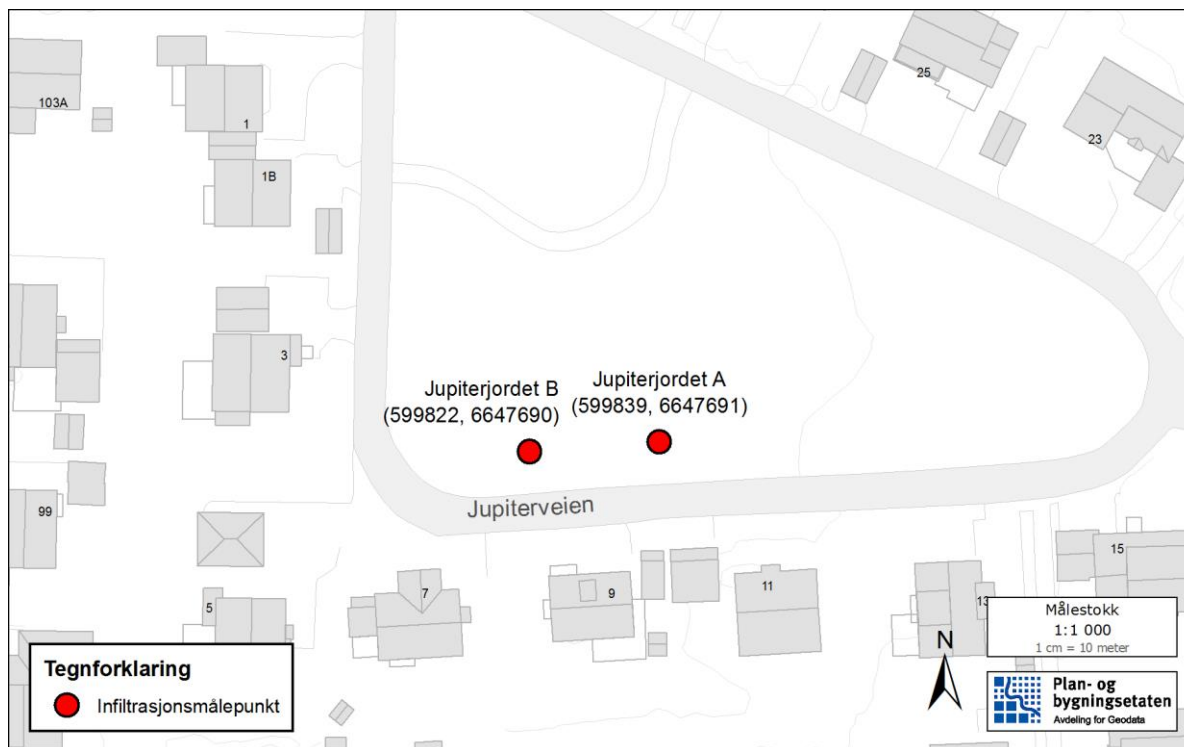 103A
1
1B
25
23
3
Jupiterjordet B
(599822, 6647690)
Jupiterjordet A
(599839, 6647691)
Jupiterveien
99
5
7
9
11
13
15
N
Målestokk
1:1 000
1 cm = 10 meter
Tegnforklaring
Infiltrasjonsmålepunkt
Plan- og
bygningsetaten
Avdeling for Geodata